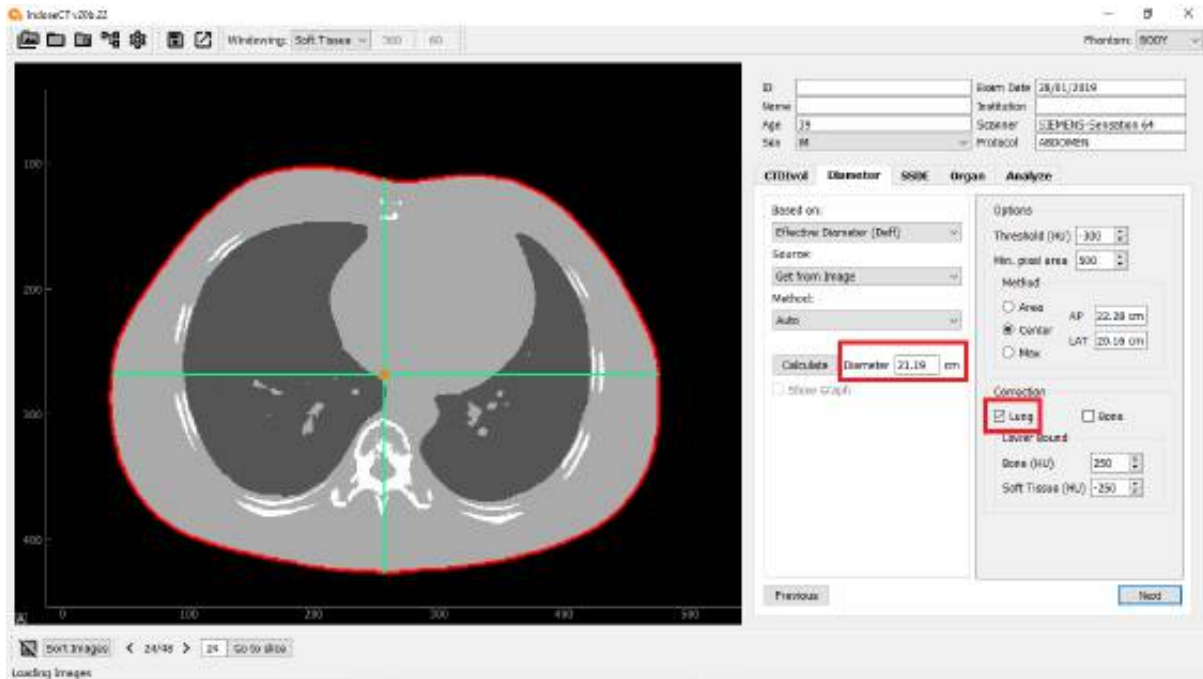 IndoseCT v20b.22
Windowing: Soft Tissue
Phantom: BODY
ID
Exam Date 28/01/2019
Name
Institution
Age 39
Scanner SIEMENS-Sensation 64
Sex M
Protocol ABDOMEN
CTDIvol Diameter SSDE Organ Analyze
Based on:
Effective Diameter (Deff)
Source:
Get from Image
Method:
Auto
Calculate Diameter 21.19 cm
Show Graph
Options
Threshold (HU) -300
Min. pixel area 500
Method
Area
AP 22.28 cm
Center
LAT 20.16 cm
Max
Correction
Lung Bone
Lower Bound
Bone (HU) 250
Soft Tissue (HU) -250
Previous Next
100
200
300
400
0 100 200 300 400 500
Sort Images < 24/48 > 24 Go to slice
Loading Images